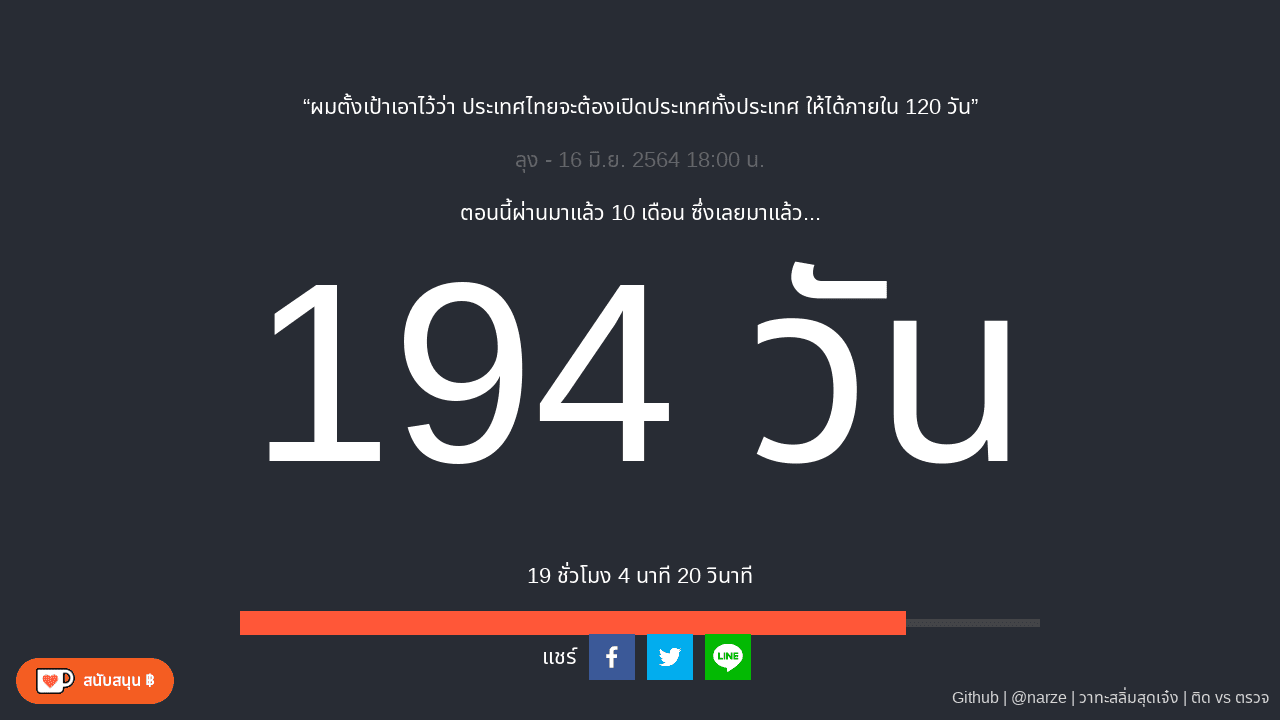 “ผมตั้งเป้าเอาไว้ว่า ประเทศไทยจะต้องเปิดประเทศทั้งประเทศ ให้ได้ภายใน 120 วัน”
ลุง - 16 มิ.ย. 2564 18:00 น.
ตอนนี้ผ่านมาแล้ว 10 เดือน ซึ่งเลยมาแล้ว...
194 วัน
19 ชั่วโมง 4 นาที 20 วินาที
แชร์
LINE
สนับสนุน ฿
Github | @narze | วาทะสลิ่มสุดเจ๋ง | ติด vs ตรวจ